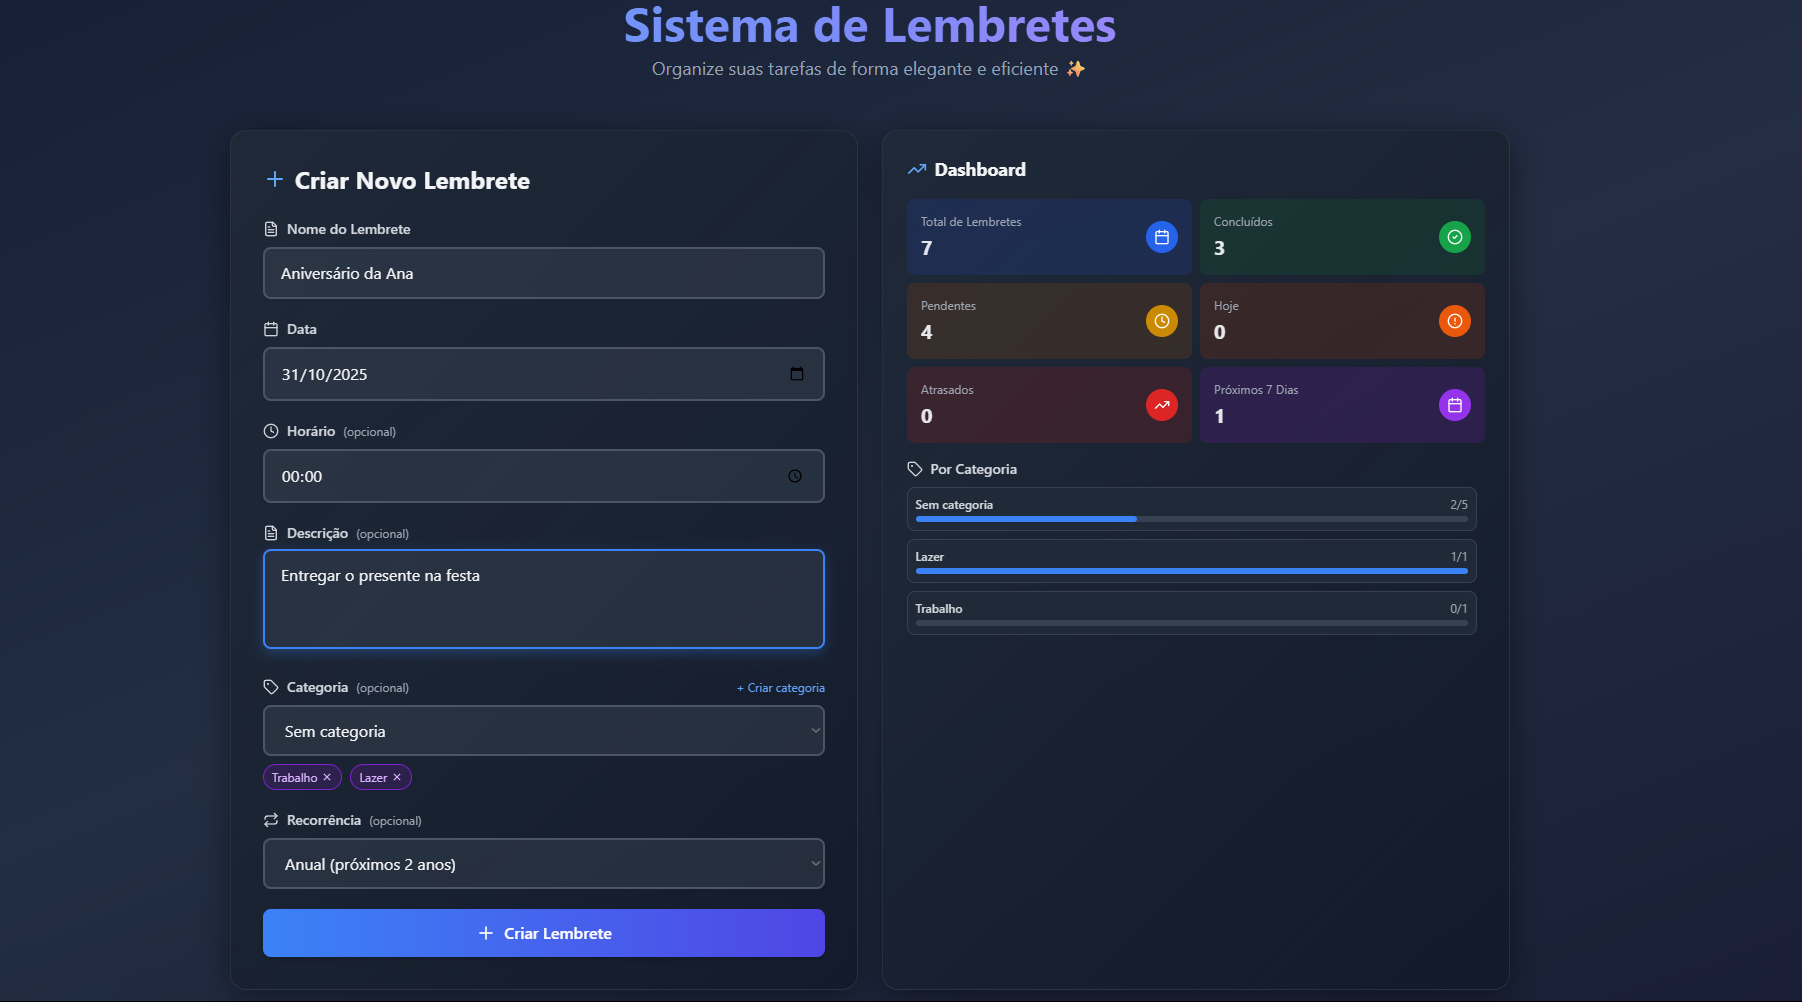 Sistema de Lembretes
Organize suas tarefas de forma elegante e eficiente ✨
Criar Novo Lembrete
Nome do Lembrete
Aniversário da Ana
Data
31/10/2025
Horário (opcional)
00:00
Descrição (opcional)
Entregar o presente na festa
Categoria (opcional)
+ Criar categoria
Sem categoria
Trabalho ×
Lazer ×
Recorrência (opcional)
Anual (próximos 2 anos)
Criar Lembrete
Dashboard
Total de Lembretes
7
Concluídos
3
Pendentes
4
Hoje
0
Atrasados
0
Próximos 7 Dias
1
Por Categoria
Sem categoria 2/5
Lazer 1/1
Trabalho 0/1